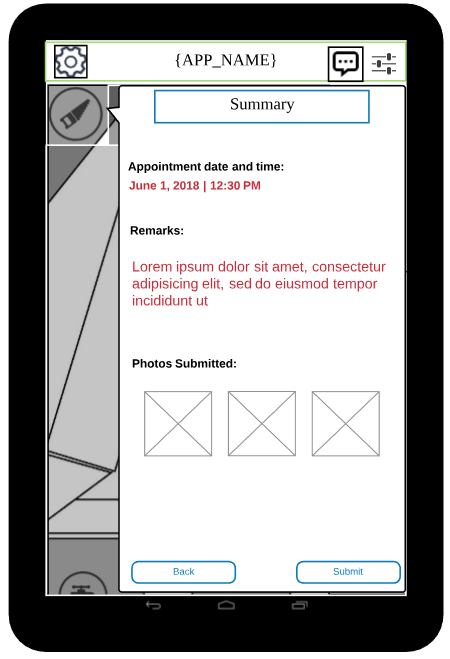 {APP_NAME}
Summary
Appointment date and time:
June 1, 2018 | 12:30 PM
Remarks:
Lorem ipsum dolor sit amet, consectetur
adipisicing elit, sed do eiusmod tempor
incididunt ut
Photos Submitted:
Back
Submit